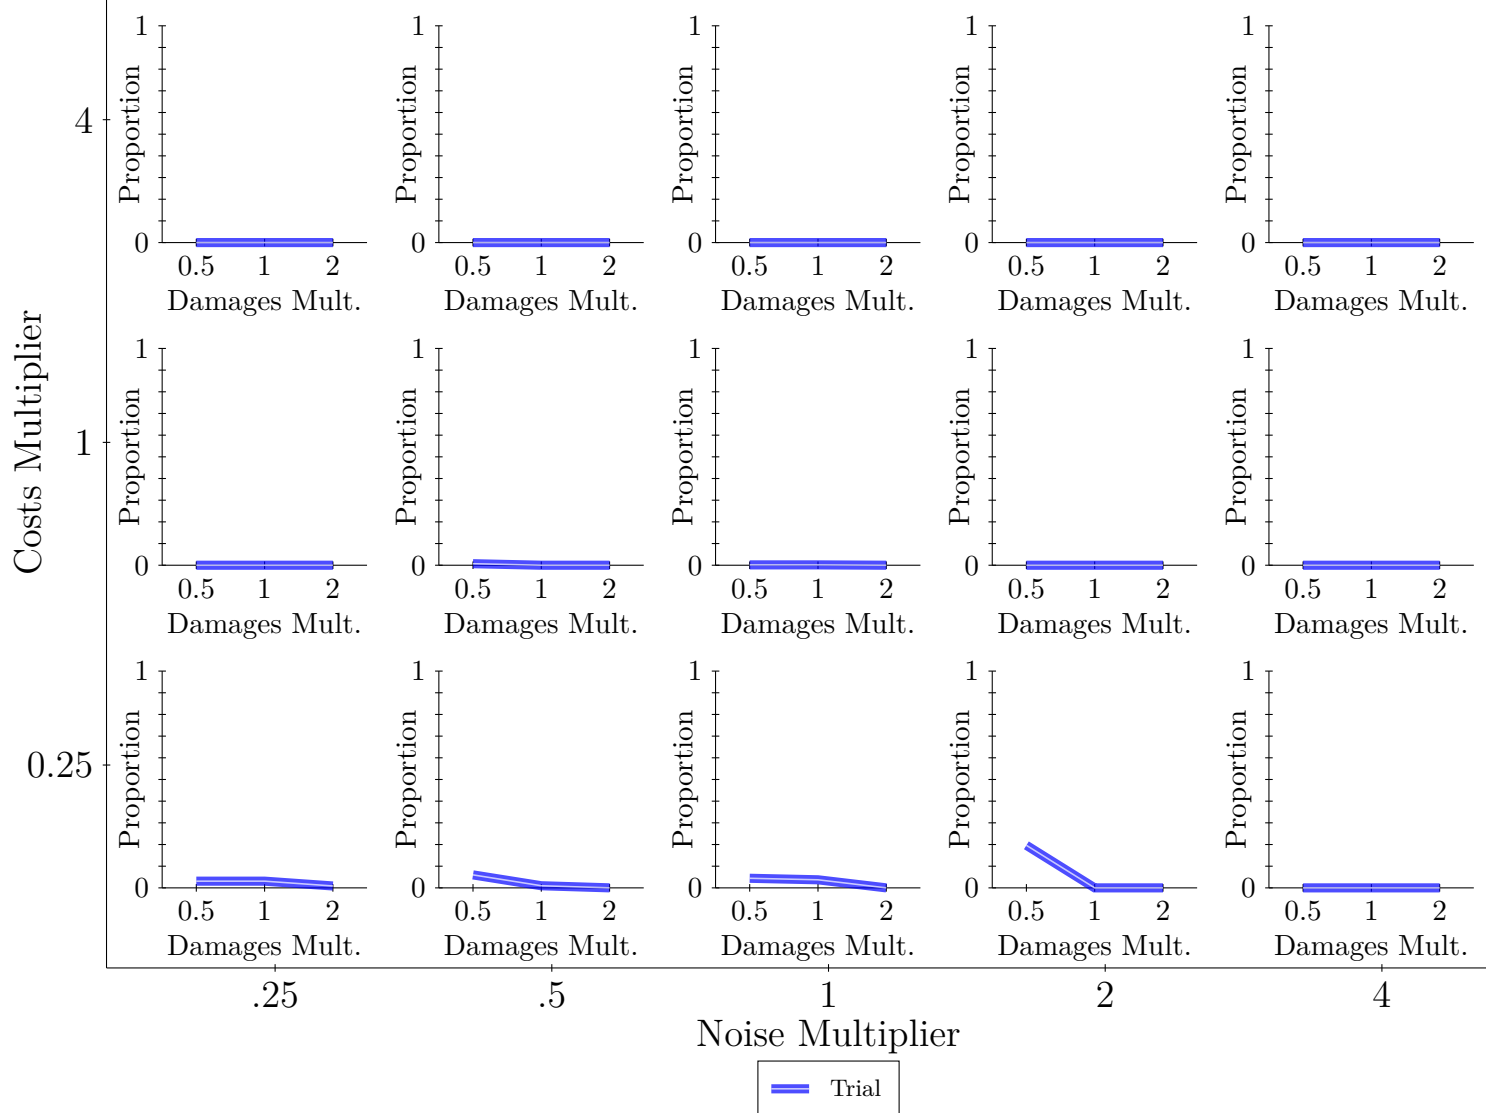 1 1 1 1 1
Proportion Proportion Proportion Proportion Proportion
4
0 0 0 0 0
0.5 1 2 0.5 1 2 0.5 1 2 0.5 1 2 0.5 1 2
Damages Mult. Damages Mult. Damages Mult. Damages Mult. Damages Mult.
Costs Multiplier
1 1 1 1 1
Proportion Proportion Proportion Proportion Proportion
1
0 0 0 0 0
0.5 1 2 0.5 1 2 0.5 1 2 0.5 1 2 0.5 1 2
Damages Mult. Damages Mult. Damages Mult. Damages Mult. Damages Mult.
1 1 1 1 1
Proportion Proportion Proportion Proportion Proportion
0.25
0 0 0 0 0
0.5 1 2 0.5 1 2 0.5 1 2 0.5 1 2 0.5 1 2
Damages Mult. Damages Mult. Damages Mult. Damages Mult. Damages Mult.
.25 .5 1 2 4
Noise Multiplier
Trial